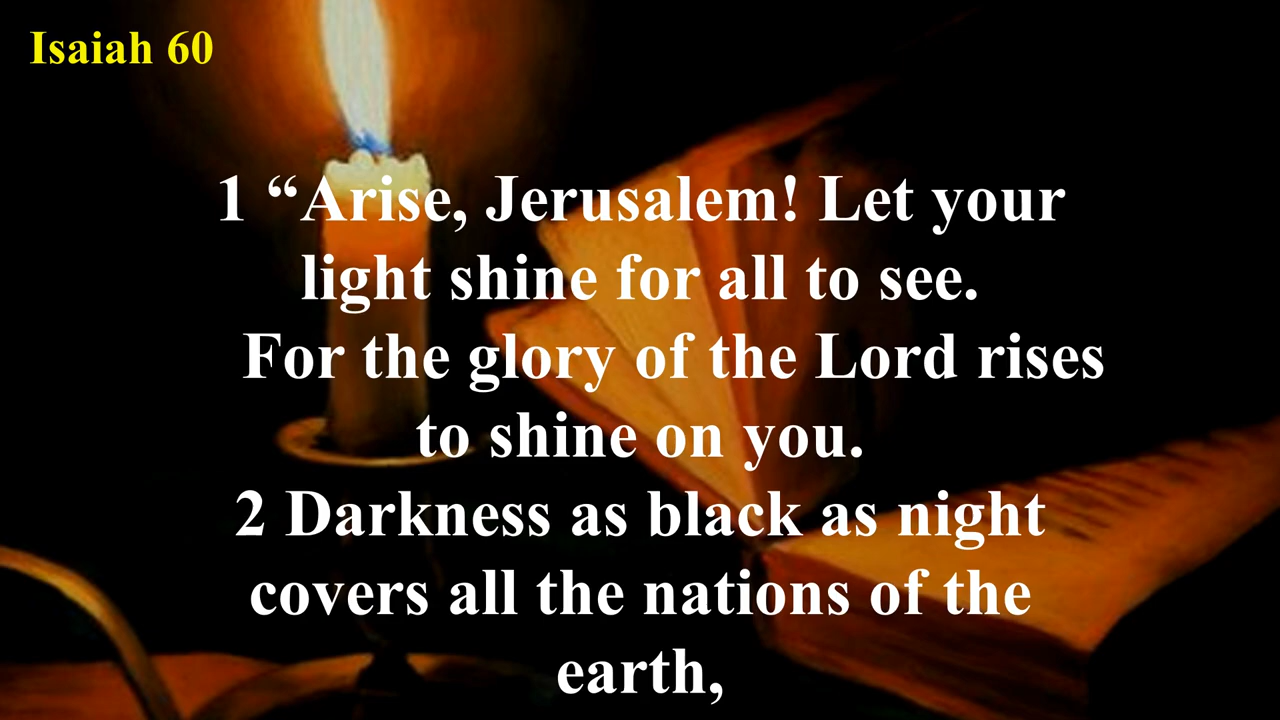 Isaiah 60
1 “Arise, Jerusalem! Let your
light shine for all to see.
For the glory of the Lord rises
to shine on you.
2 Darkness as black as night
covers all the nations of the
earth,